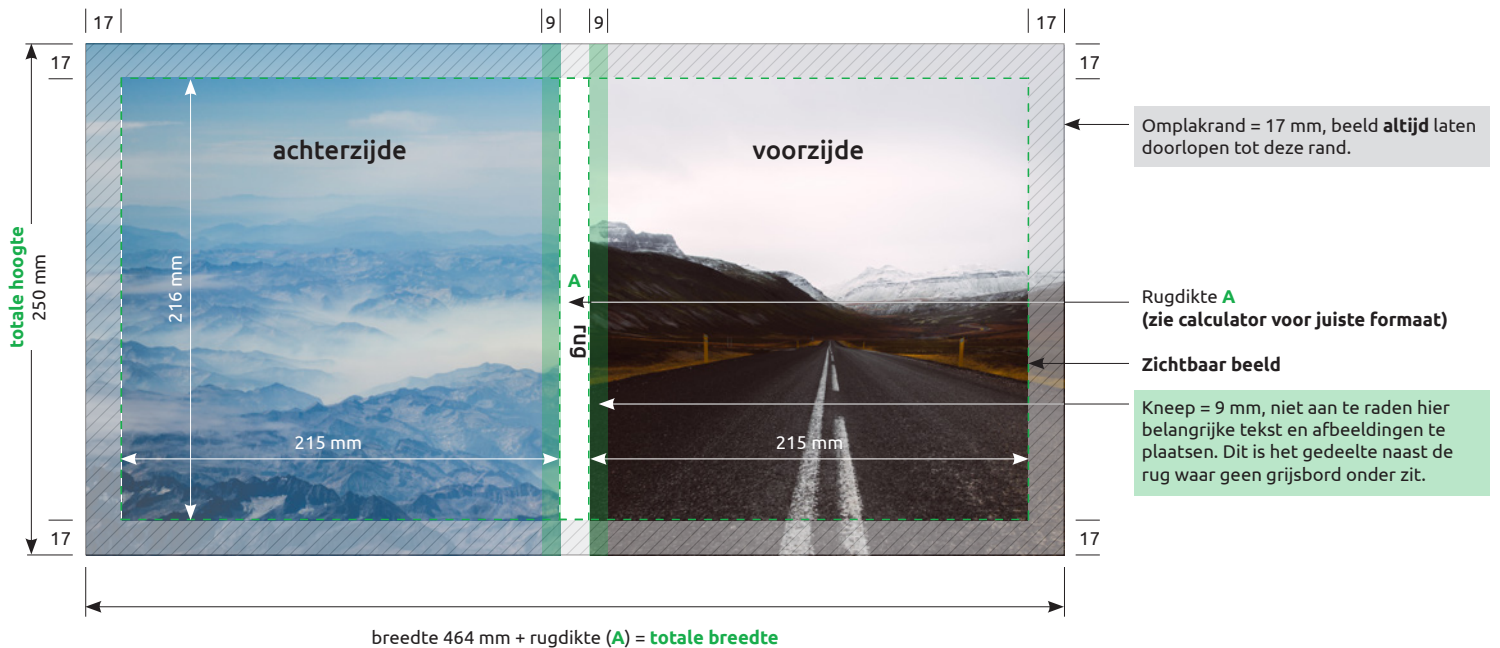 17
9
9
17
17
17
achterzijde
voorzijde
Omplakrand = 17 mm, beeld altijd laten
doorlopen tot deze rand.
totale hoogte
250 mm
216 mm
A
rug
Rugdikte A
(zie calculator voor juiste formaat)
Zichtbaar beeld
Kneep = 9 mm, niet aan te raden hier
belangrijke tekst en afbeeldingen te
plaatsen. Dit is het gedeelte naast de
rug waar geen grijsbord onder zit.
215 mm
215 mm
17
17
breedte 464 mm + rugdikte (A) = totale breedte